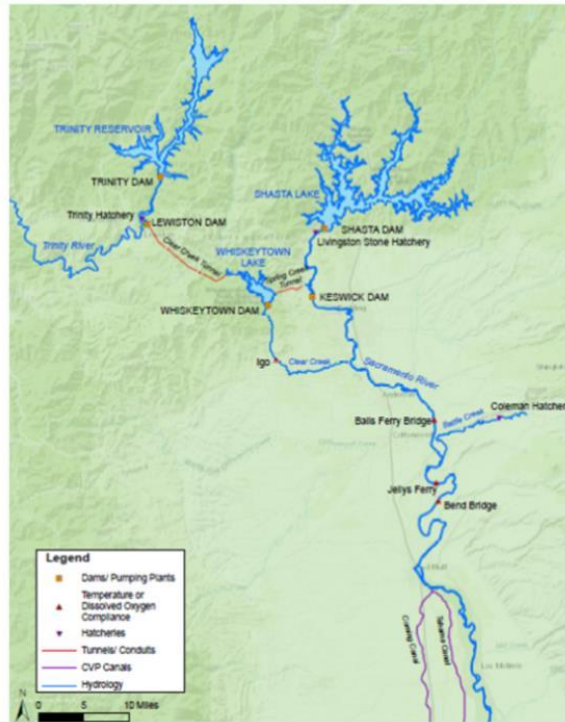 TRINITY RESERVOIR
TRINITY DAM
SHASTA LAKE
Trinity Hatchery
LEWISTON DAM
SHASTA DAM
Livingston Stone Hatchery
Trinity River
Clear Creek Tunnel
WHISKEYTOWN
LAKE
Spring Creek
Tunnel
KESWICK DAM
WHISKEYTOWN DAM
Igo
Clear Creek
Sacramento River
Coleman Hatcher
Balls Ferry Bridge
Battle Creek
Jellys Ferry
Bend Bridge
Corning Canal
Tehama Canal
Los Molinos
Legend
Dams/ Pumping Plants
Temperature or
Dissolved Oxygen
Compliance
Hatcheries
Tunnels/ Conduits
CVP Canals
Hydrology
N
0 5 10 Miles